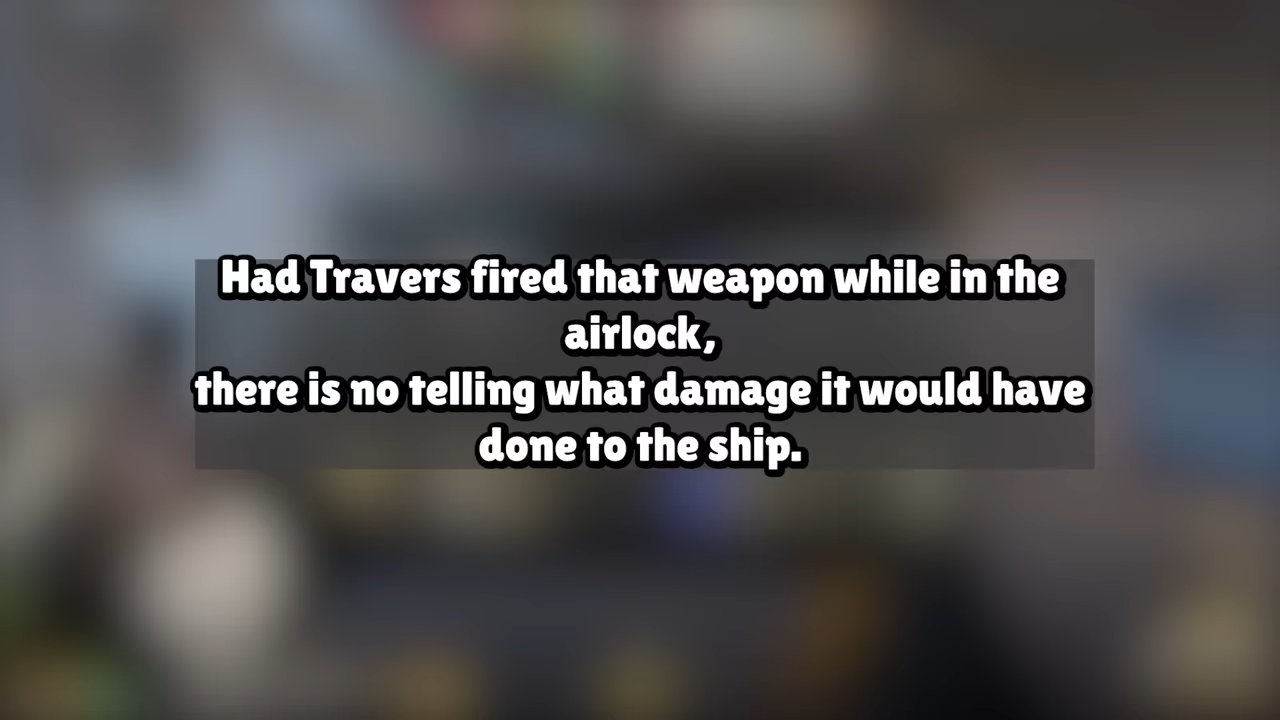 Had Travers fired that weapon while in the
airlock,
there is no telling what damage it would have
done to the ship.